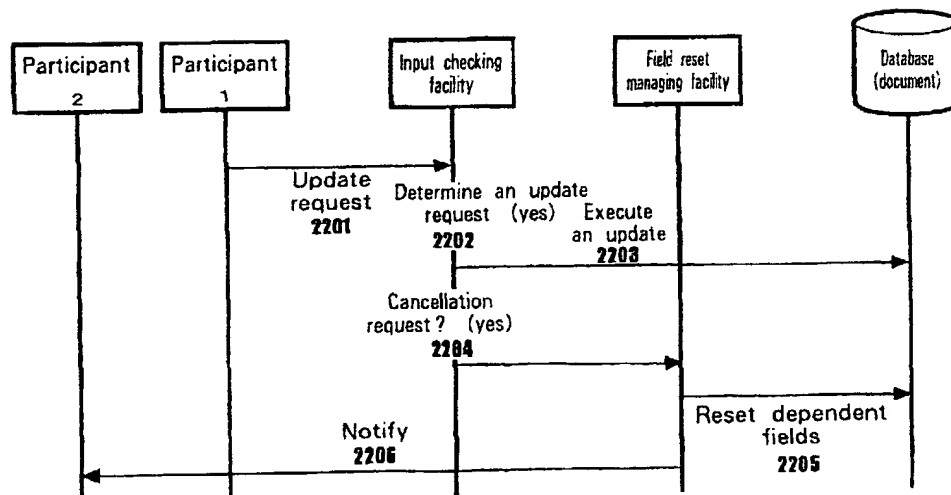 Participant
2
Participant
1
Input checking
facility
Field reset
managing facility
Database
(document)
Update
request
2201
Determine an update
request (yes)
2202
Execute
an update
2203
Cancellation
request? (yes)
2204
Reset dependent
fields
2205
Notify
2206